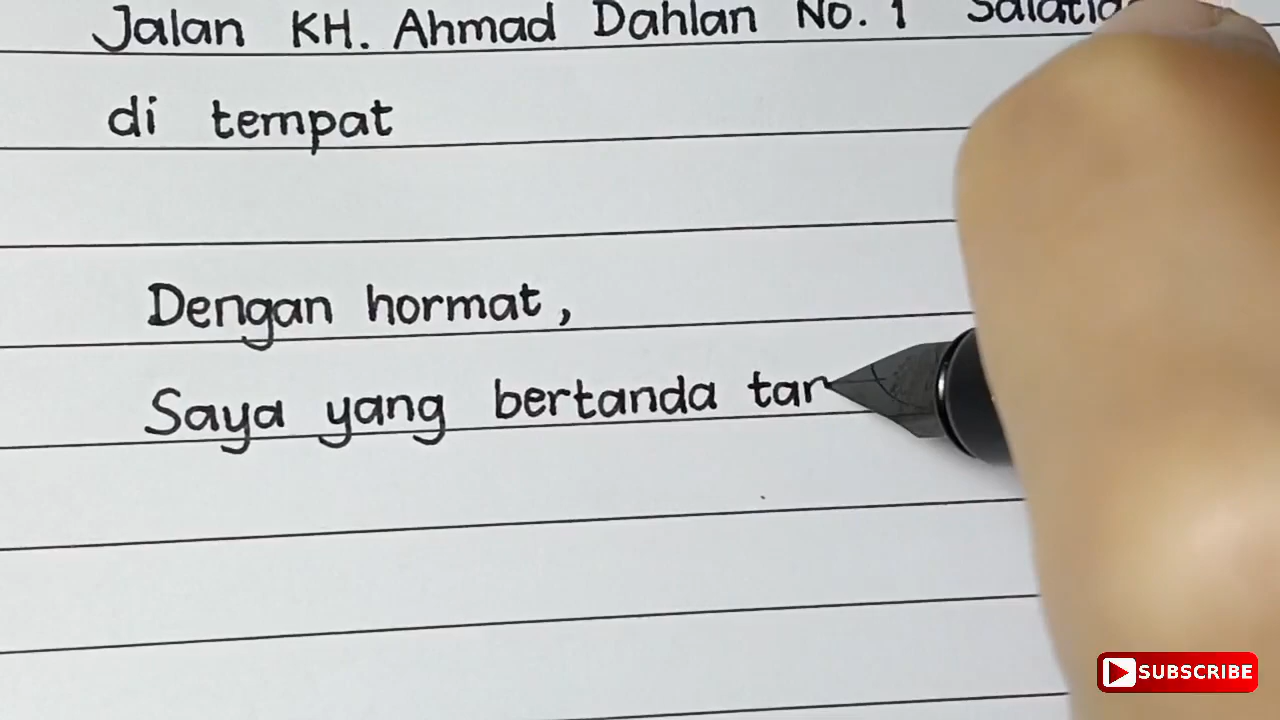 Jalan KH. Ahmad Dahlan No. 1
di tempat
Dengan hormat,
Saya yang bertanda tan
SUBSCRIBE